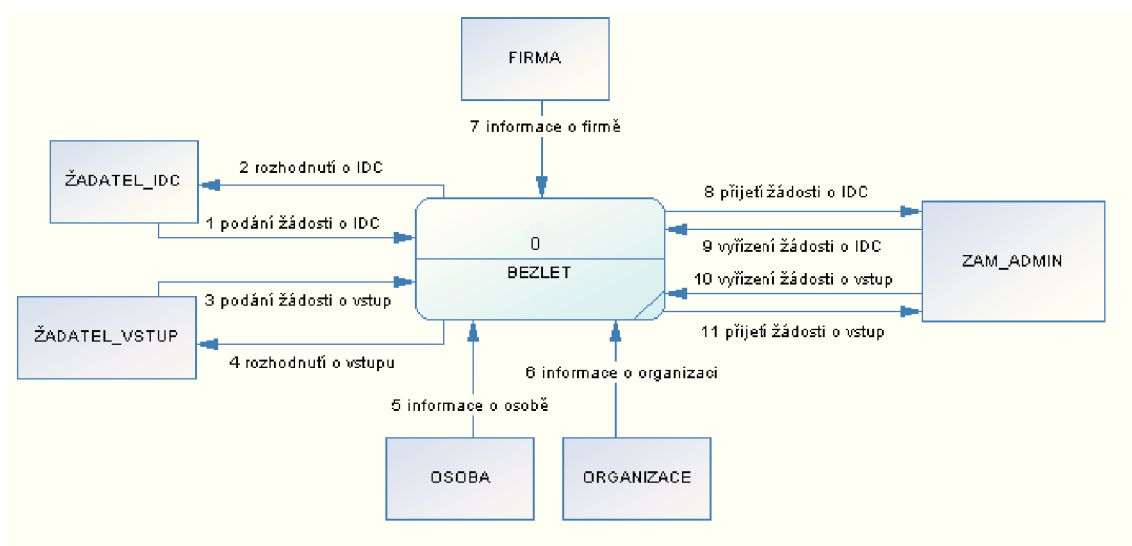 FIRMA
7 informace o firmě
ŽADATEL_IDC
2 rozhodnutí o IDC
1 podání žádosti o IDC
8 přijetí žádosti o IDC
0
BEZLET
9 vyřízení žádosti o IDC
ZAM_ADMIN
10 vyřízení žádosti o vstup
3 podání žádosti o vstup
ŽADATEL_VSTUP
11 přijetí žádosti o vstup
4 rozhodnutí o vstupu
6 informace o organizaci
5 informace o osobě
OSOBA
ORGANIZACE